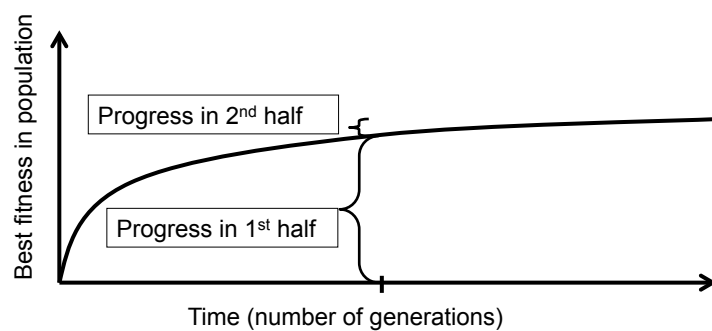 Best fitness in population
Progress in 2nd half
Progress in 1st half
Time (number of generations)